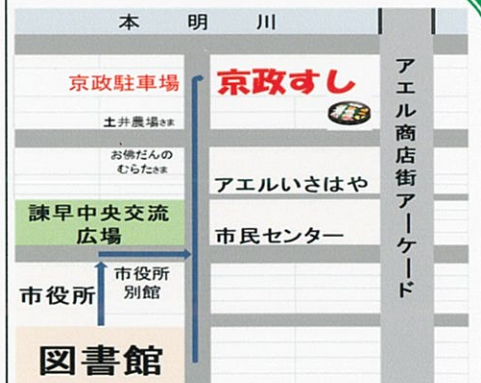 本明川
京政駐車場
京政すし
土井農場さま
お佛だんの
むらたさま
アエルいさはや
諫早中央交流
広場
市民センター
市役所
市役所
別館
図書館
アエル商店街アーケード